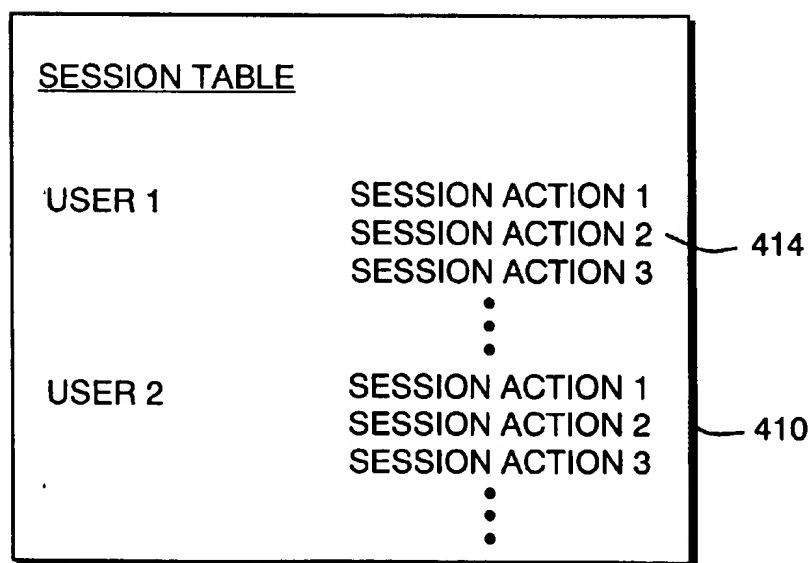 SESSION TABLE
USER 1 SESSION ACTION 1
SESSION ACTION 2 414
SESSION ACTION 3
USER 2 SESSION ACTION 1
SESSION ACTION 2 410
SESSION ACTION 3